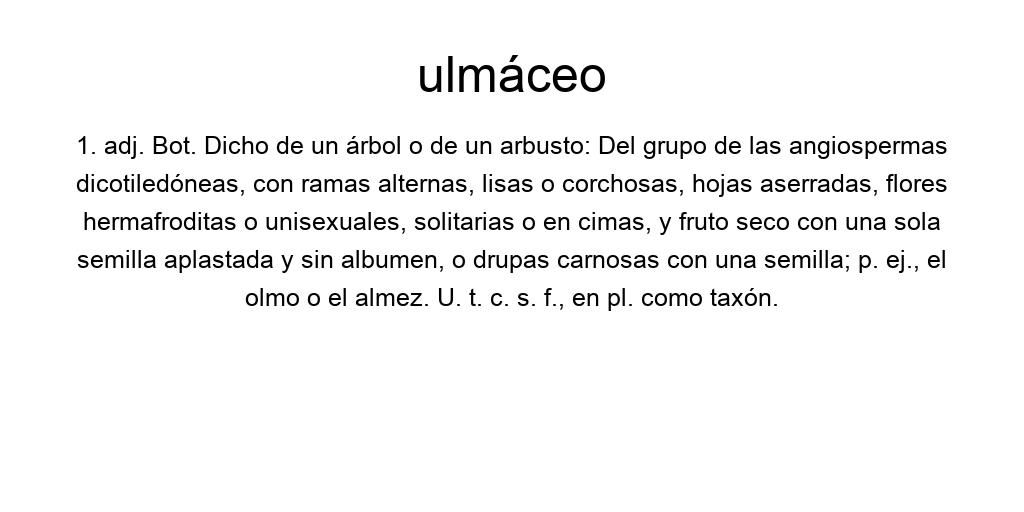 ulmáceo
1. adj. Bot. Dicho de un árbol o de un arbusto: Del grupo de las angiospermas
dicotiledóneas, con ramas alternas, lisas o corchosas, hojas aserradas, flores
hermafroditas o unisexuales, solitarias o en cimas, y fruto seco con una sola
semilla aplastada y sin albumen, o drupas carnosas con una semilla; p. ej., el
olmo o el almez. U. t. c. s. f., en pl. como taxón.